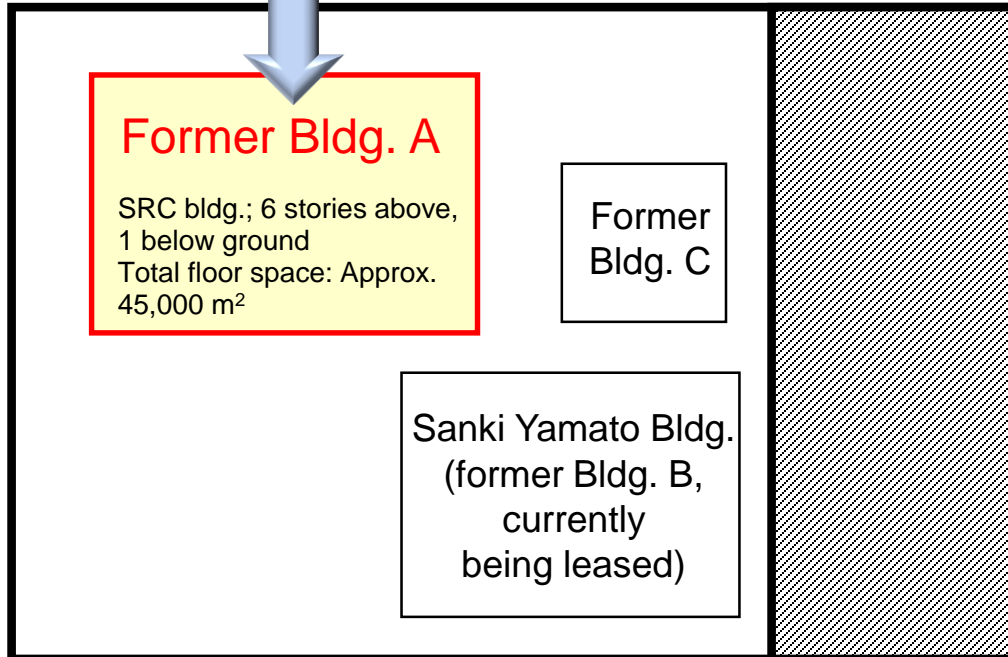 Former Bldg. A
SRC bldg.; 6 stories above,
1 below ground
Total floor space: Approx.
45,000 m²
Former
Bldg. C
Sanki Yamato Bldg.
(former Bldg. B,
currently
being leased)